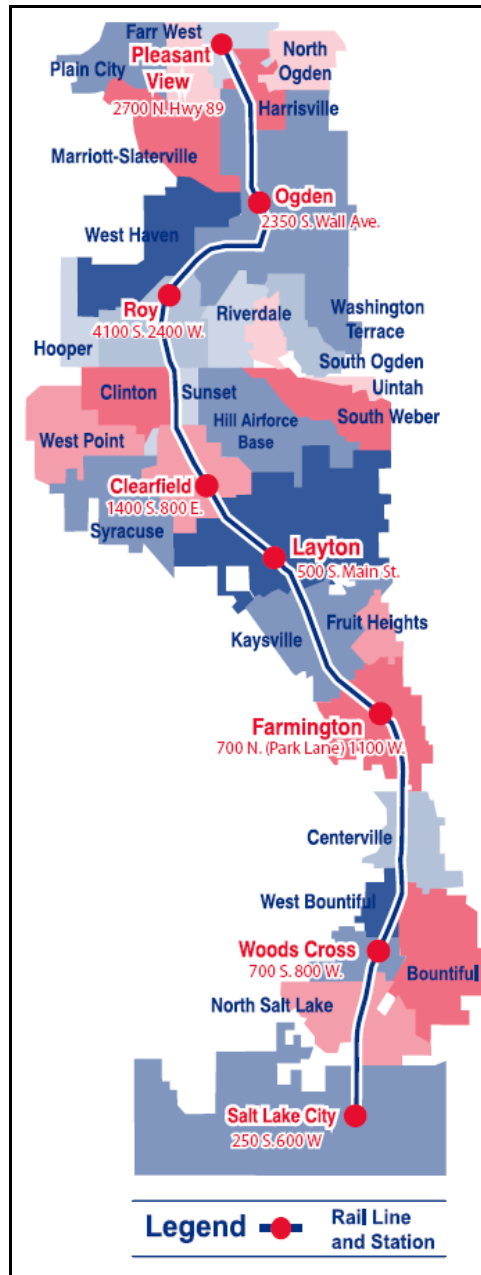 Farr West
Pleasant
View
2700 N. Hwy 89
North
Ogden
Plain City
Harrisville
Marriott-Slaterville
Ogden
2350 S. Wall Ave.
West Haven
Roy
4100 S. 2400 W.
Riverdale
Washington
Terrace
Hooper
South Ogden
Uintah
Clinton
Sunset
South Weber
Hill Airforce
Base
West Point
Clearfield
1400 S. 800 E.
Syracuse
Layton
500 S. Main St.
Fruit Heights
Kaysville
Farmington
700 N. (Park Lane) 1100 W.
Centerville
West Bountiful
Woods Cross
700 S. 800 W.
Bountiful
North Salt Lake
Salt Lake City
250 S. 600 W
Legend
Rail Line
and Station